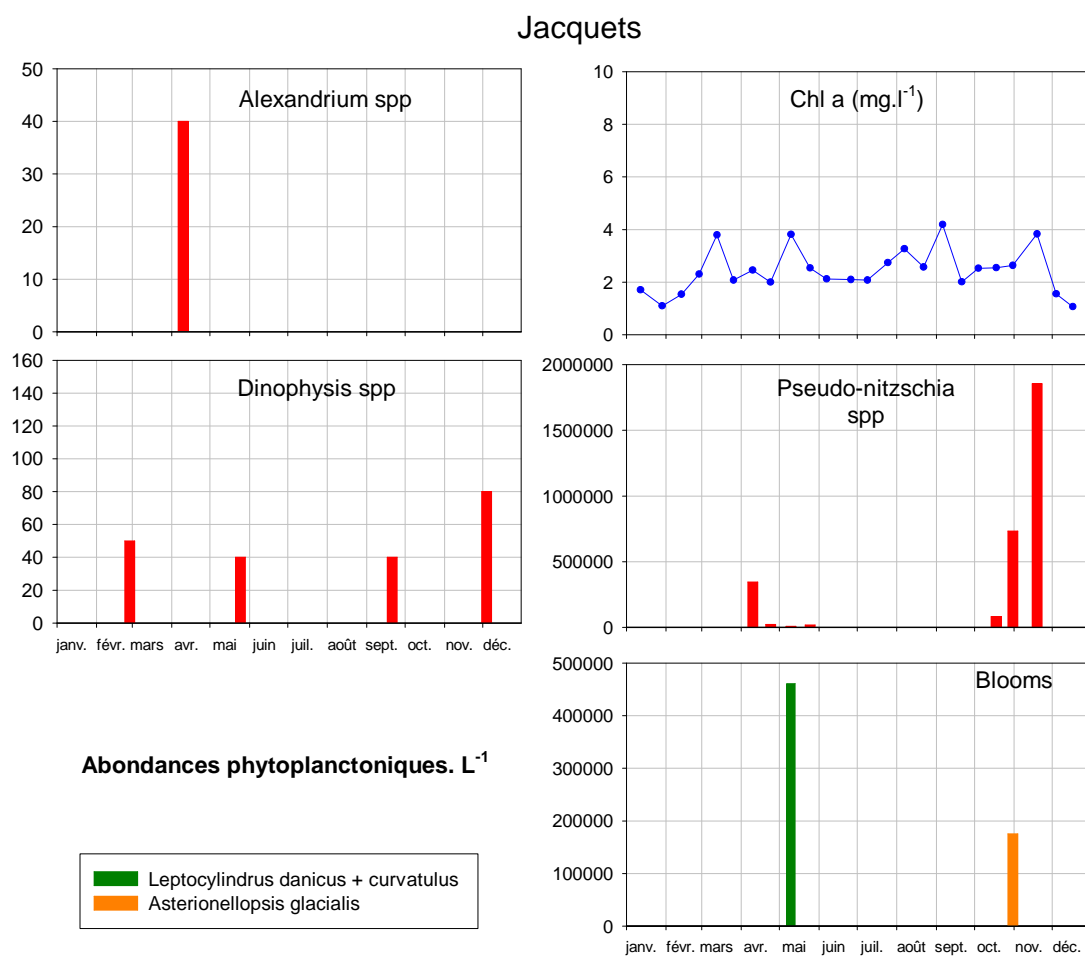 Jacquets
Alexandrium spp
50
40
30
20
10
0
Chl a (mg.l⁻¹)
10
8
6
4
2
0
Dinophysis spp
160
140
120
100
80
60
40
20
0
janv. févr. mars avr. mai juin juil. août sept. oct. nov. déc.
Pseudo-nitzschia
spp
2000000
1500000
1000000
500000
0
Abondances phytoplanctoniques. L⁻¹
Leptocylindrus danicus + curvatulus
Asterionellopsis glacialis
Blooms
500000
400000
300000
200000
100000
0
janv. févr. mars avr. mai juin juil. août sept. oct. nov. déc.